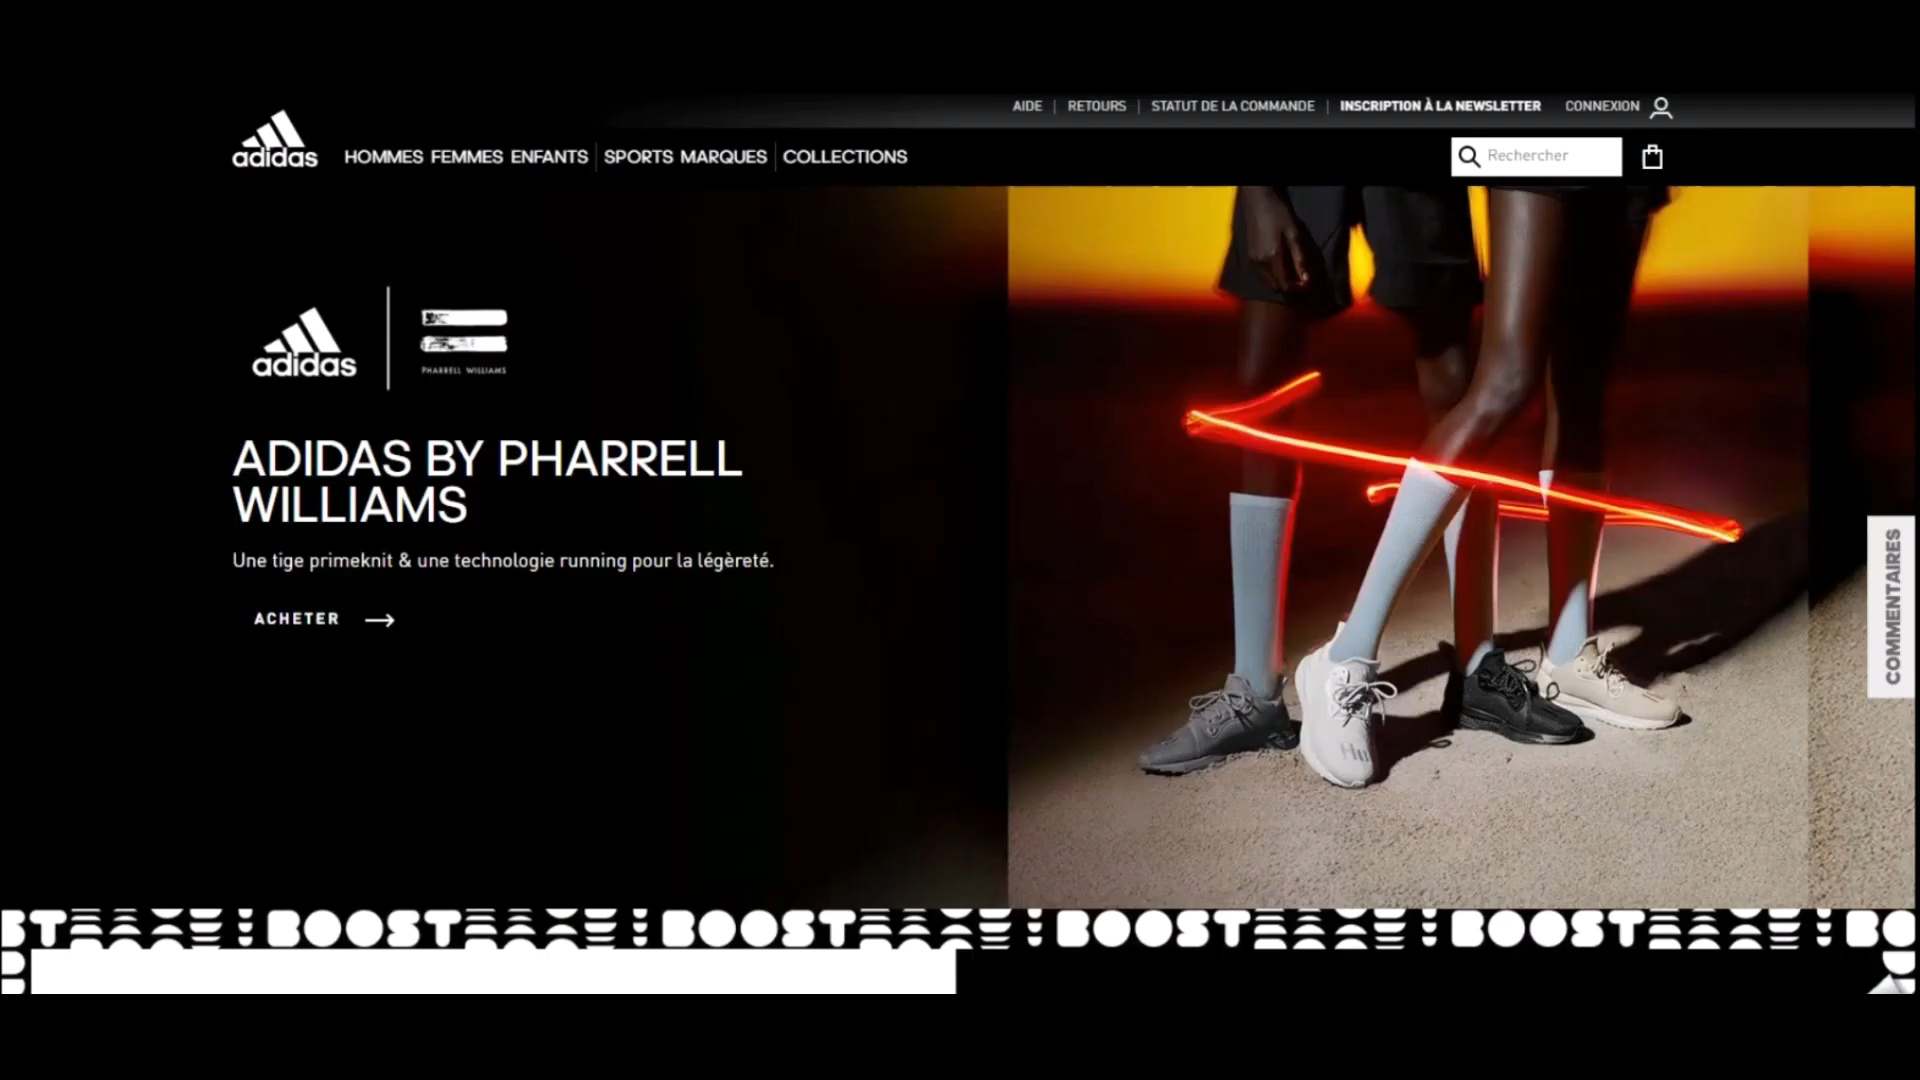 AIDE | RETOURS | STATUT DE LA COMMANDE | INSCRIPTION À LA NEWSLETTER CONNEXION
adidas
HOMMES FEMMES ENFANTS | SPORTS MARQUES | COLLECTIONS
Rechercher
adidas
PHARRELL WILLIAMS
ADIDAS BY PHARRELL
WILLIAMS
Une tige primeknit & une technologie running pour la légèreté.
ACHETER
Hu
COMMENTAIRES
BOOST BOOST BOOST BOOST